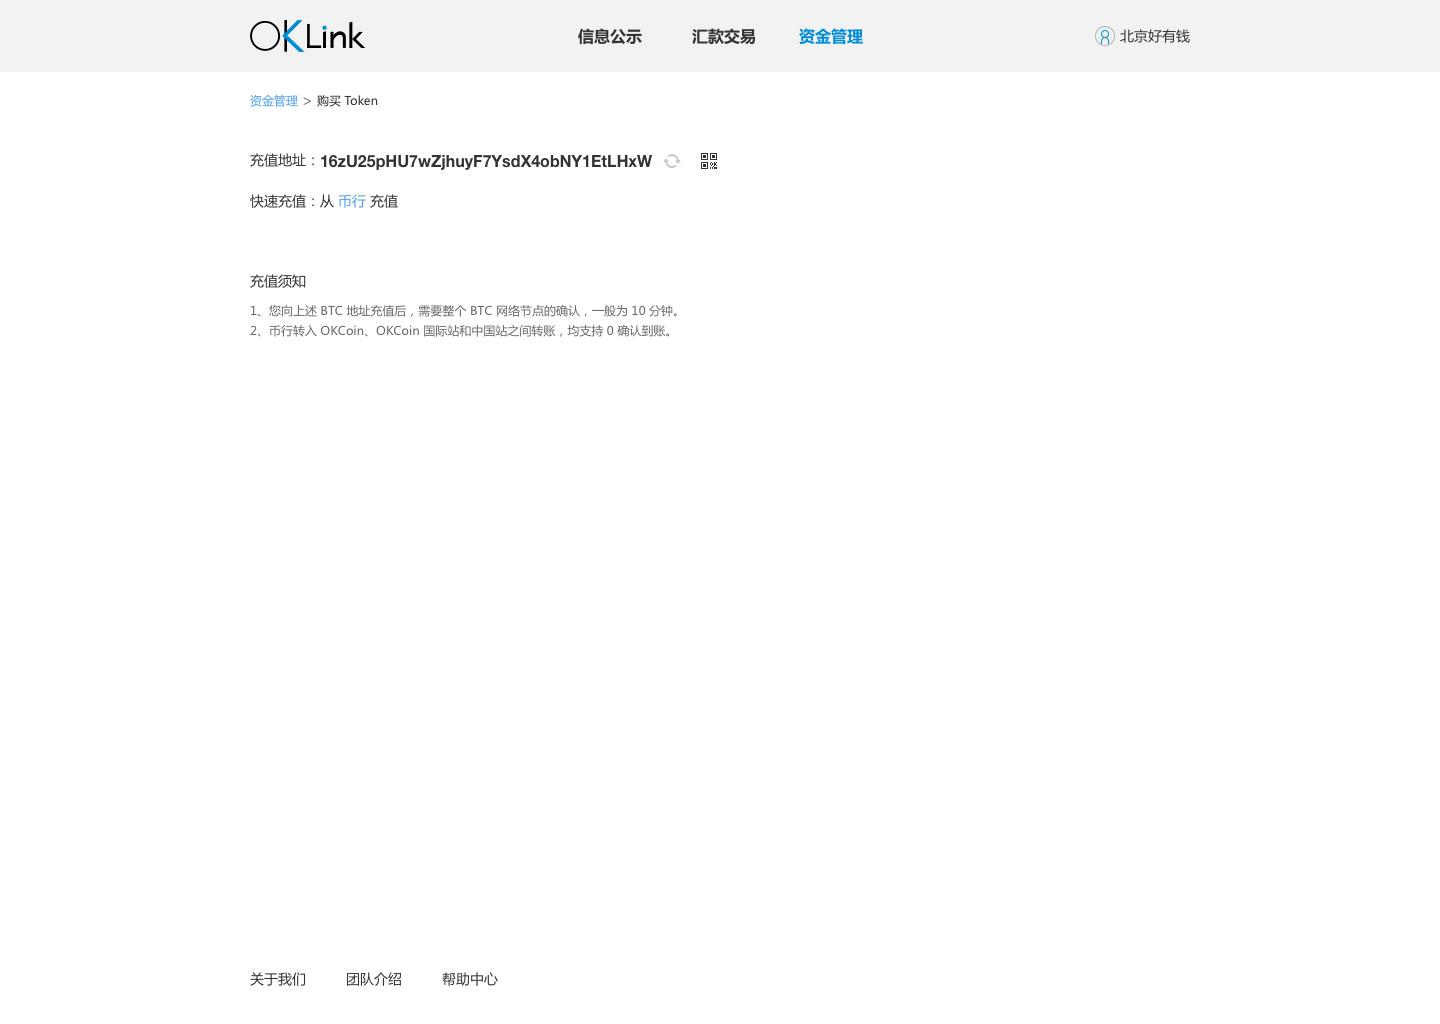 OKLink 信息公示 汇款交易 资金管理 北京好有钱
资金管理 > 购买 Token
充值地址：16zU25pHU7wZjhuyF7YsdX4obNY1EtLHxW
快速充值：从 币行 充值
充值须知
1、您向上述 BTC 地址充值后，需要整个 BTC 网络节点的确认，一般为 10 分钟。
2、币行转入 OKCoin、OKCoin 国际站和中国站之间转账，均支持 0 确认到账。
关于我们 团队介绍 帮助中心